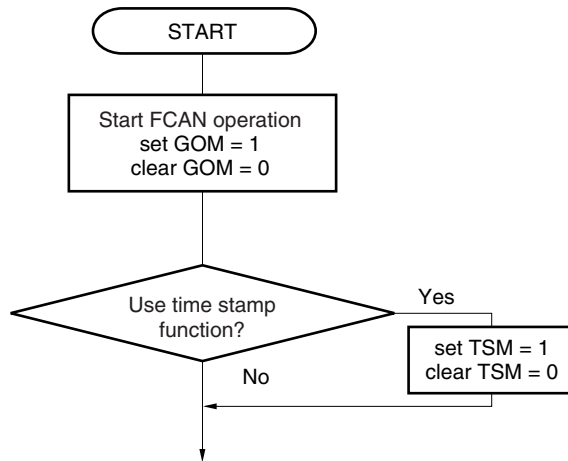 START
Start FCAN operation
set GOM = 1
clear GOM = 0
Use time stamp
function?
Yes
set TSM = 1
clear TSM = 0
No